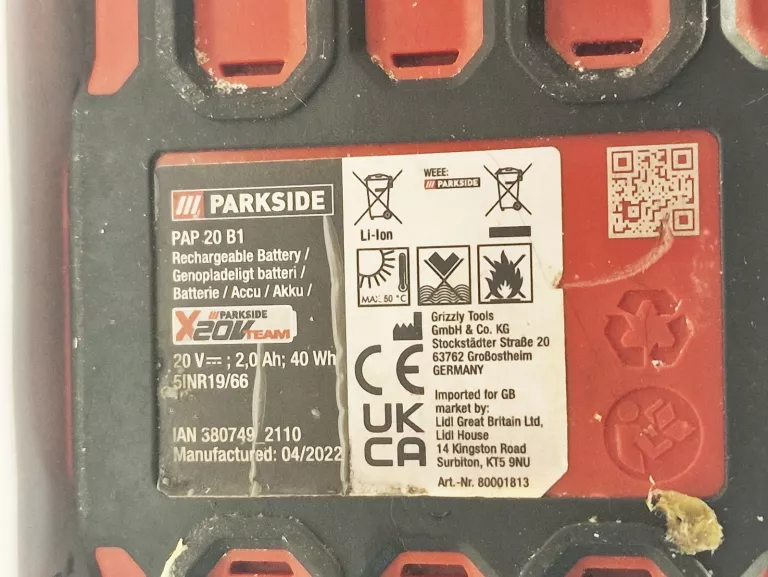 PARKSIDE
PAP 20 B1
Rechargeable Battery /
Genopladeligt batteri /
Batterie / Accu / Akku /
PARKSIDE
X20V TEAM
20 V⎓; 2,0 Ah; 40 Wh
5INR19/66
IAN 380749_2110
Manufactured: 04/2022
WEEE:
PARKSIDE
Li-Ion
MAX. 50 °C
Grizzly Tools
GmbH & Co. KG
Stockstädter Straße 20
63762 Großostheim
GERMANY
CE
UK
CA
Imported for GB
market by:
Lidl Great Britain Ltd,
Lidl House
14 Kingston Road
Surbiton, KT5 9NU
Art.-Nr. 80001813